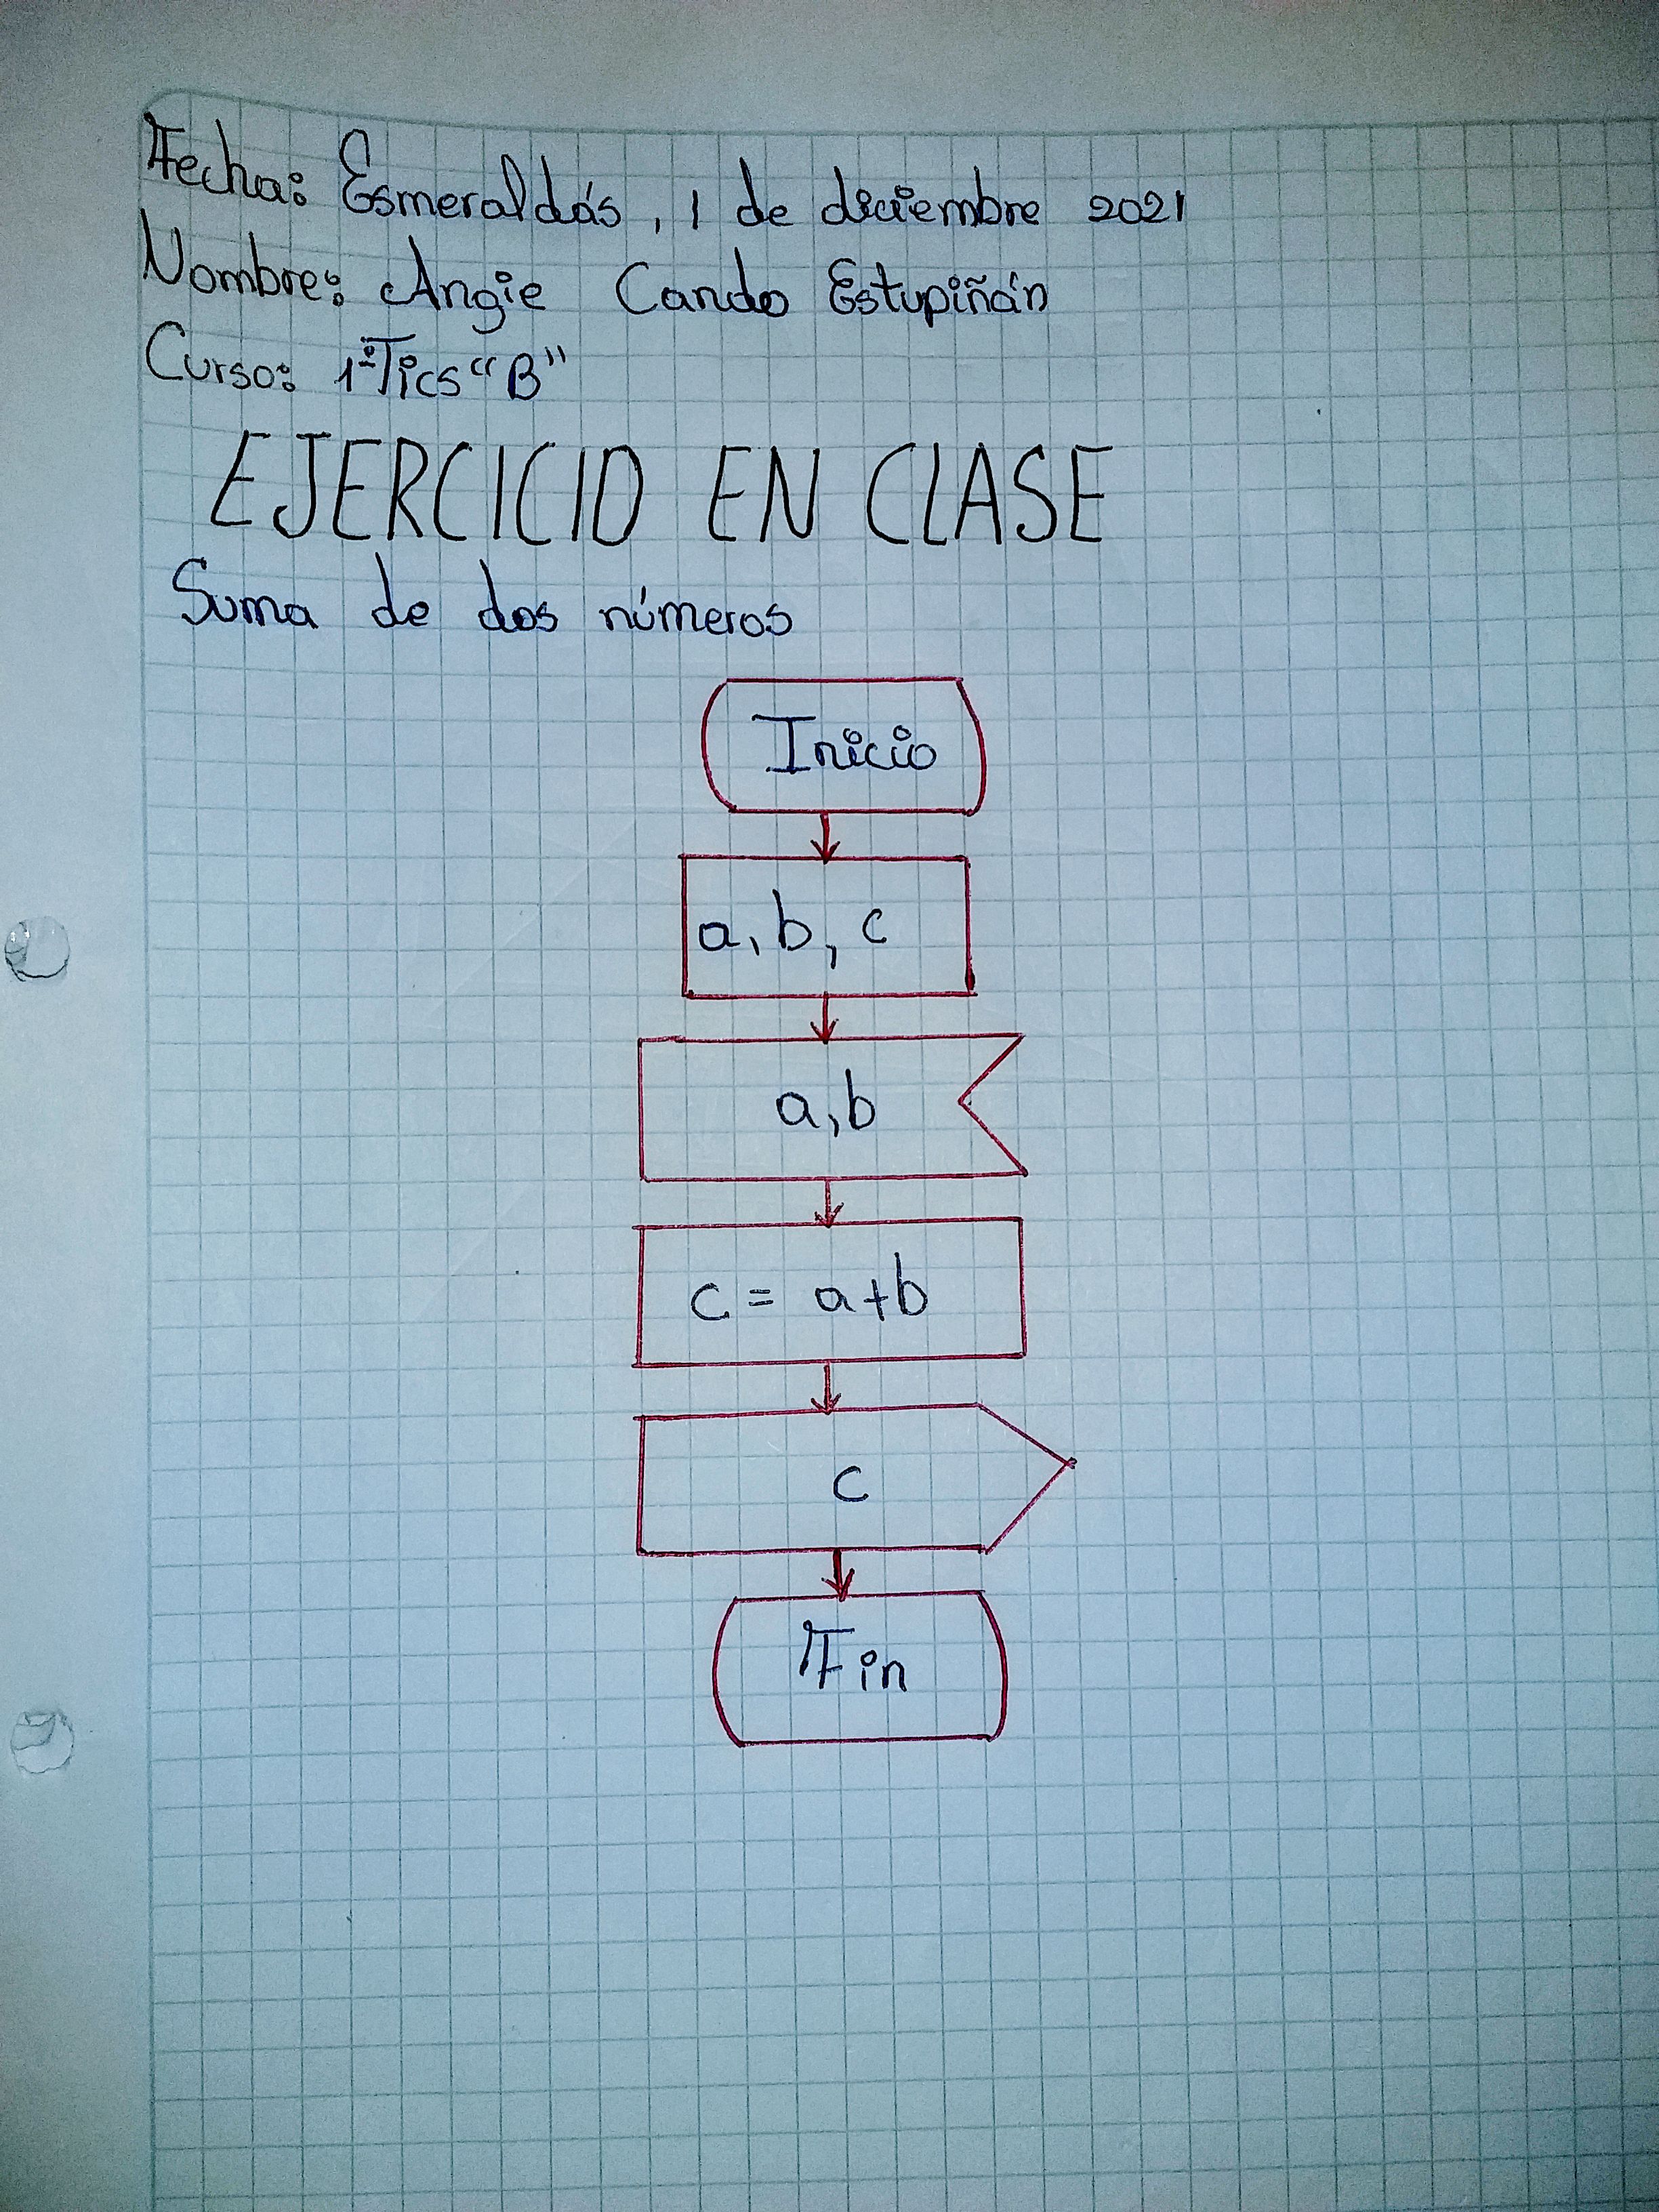 Fecha: Esmeraldás, 1 de diciembre 2021
Nombre: Angie Cando Estupiñán
Curso: 1º Tics "B"
EJERCICIO EN CLASE
Suma de dos números
Inicio
a, b, c
a, b
c = a+b
c
Fin